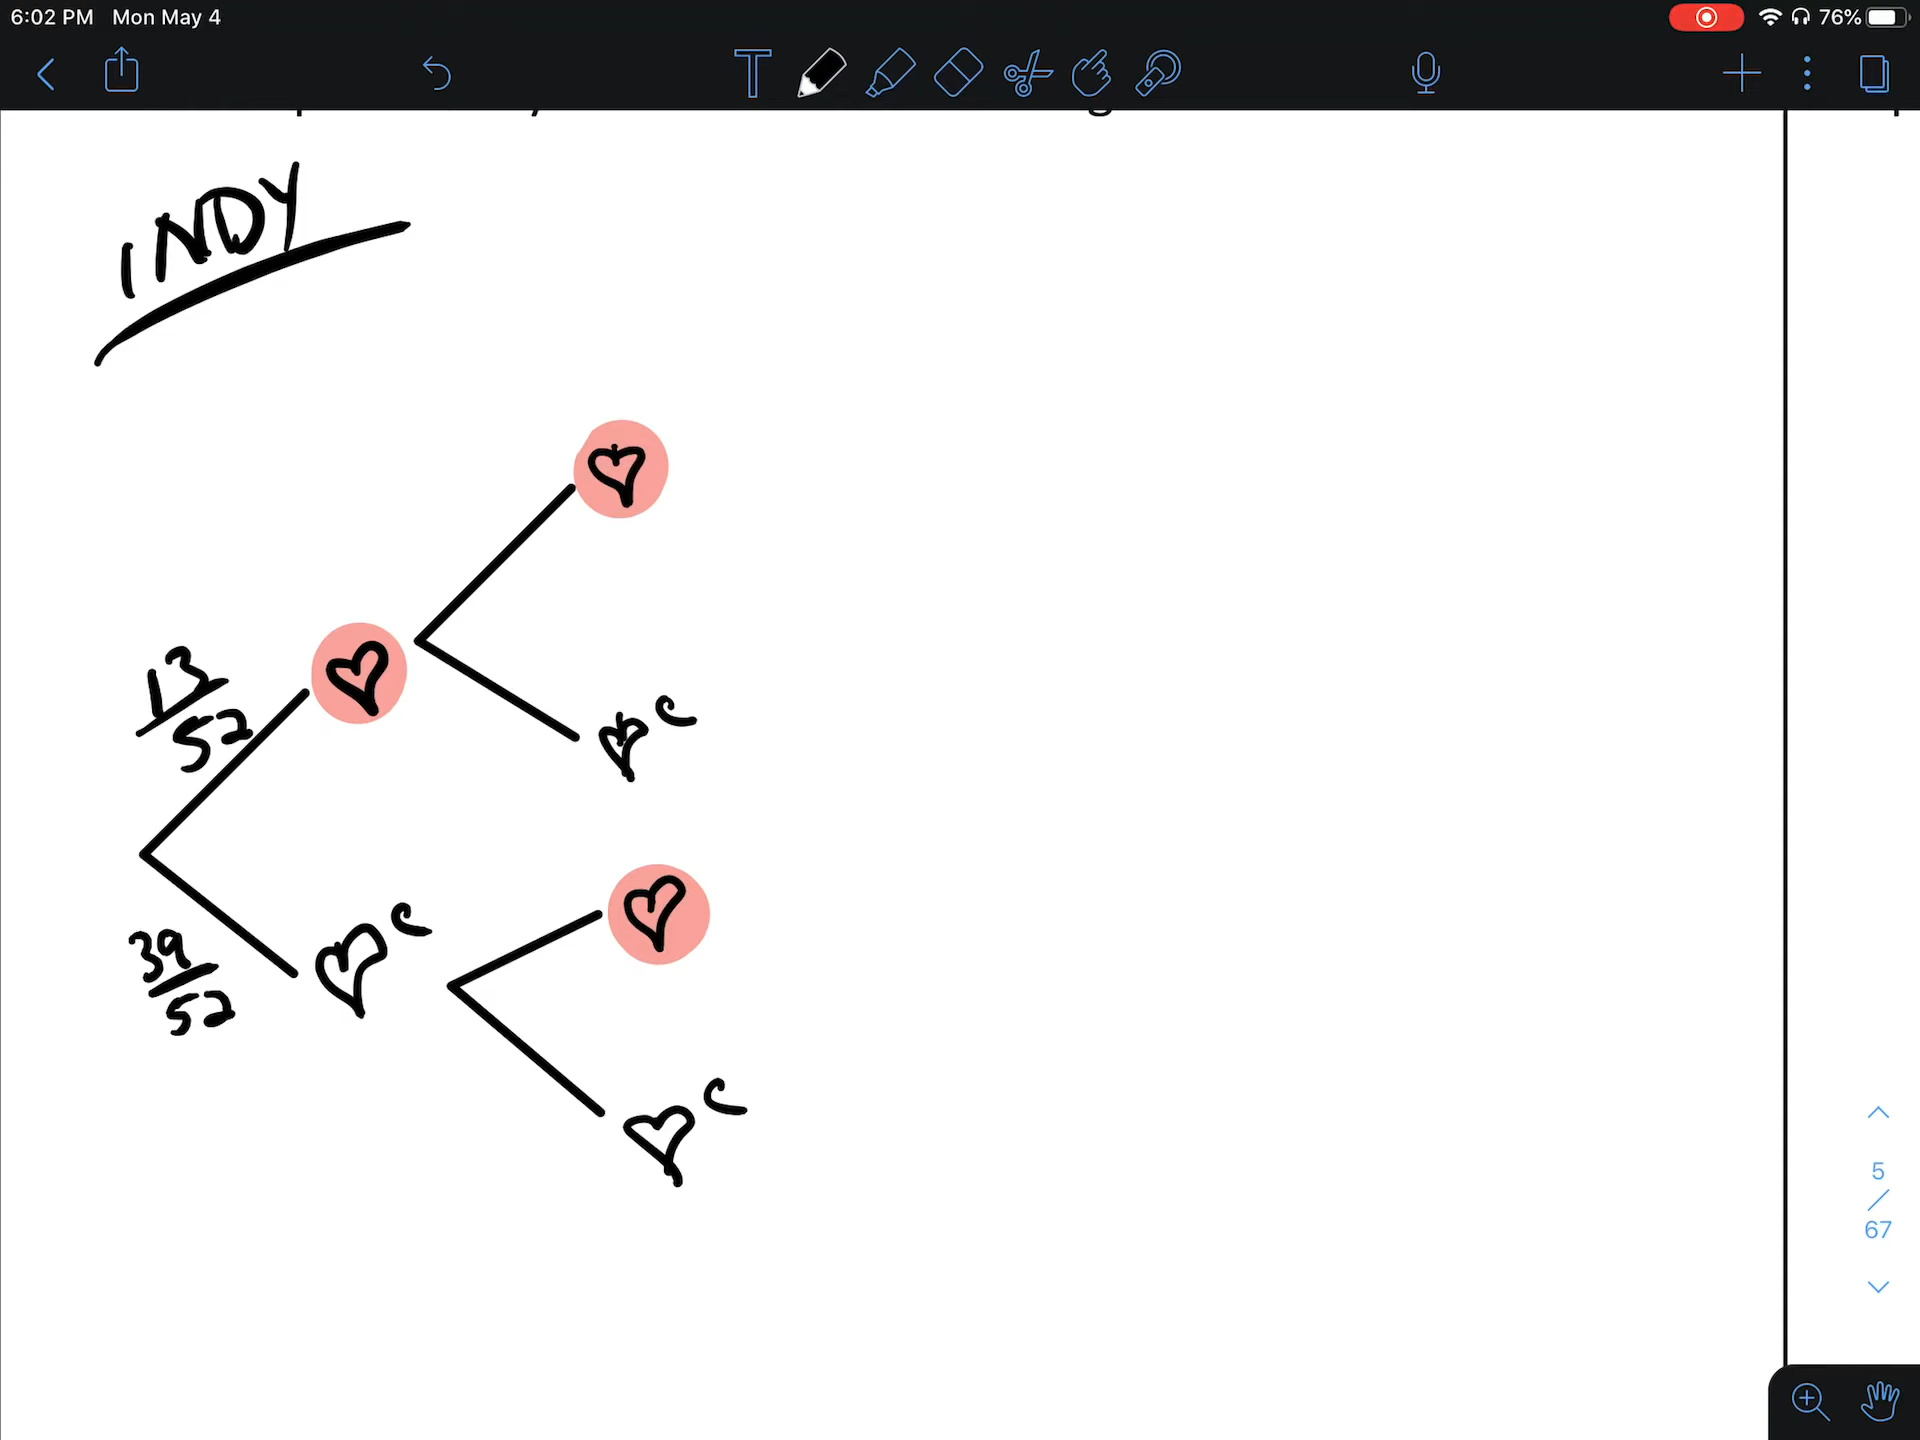 6:02 PM Mon May 4
76%
T
INDY
♡
13/52
♡
♡ᶜ
39/52
♡ᶜ
♡
♡ᶜ
5
/
67